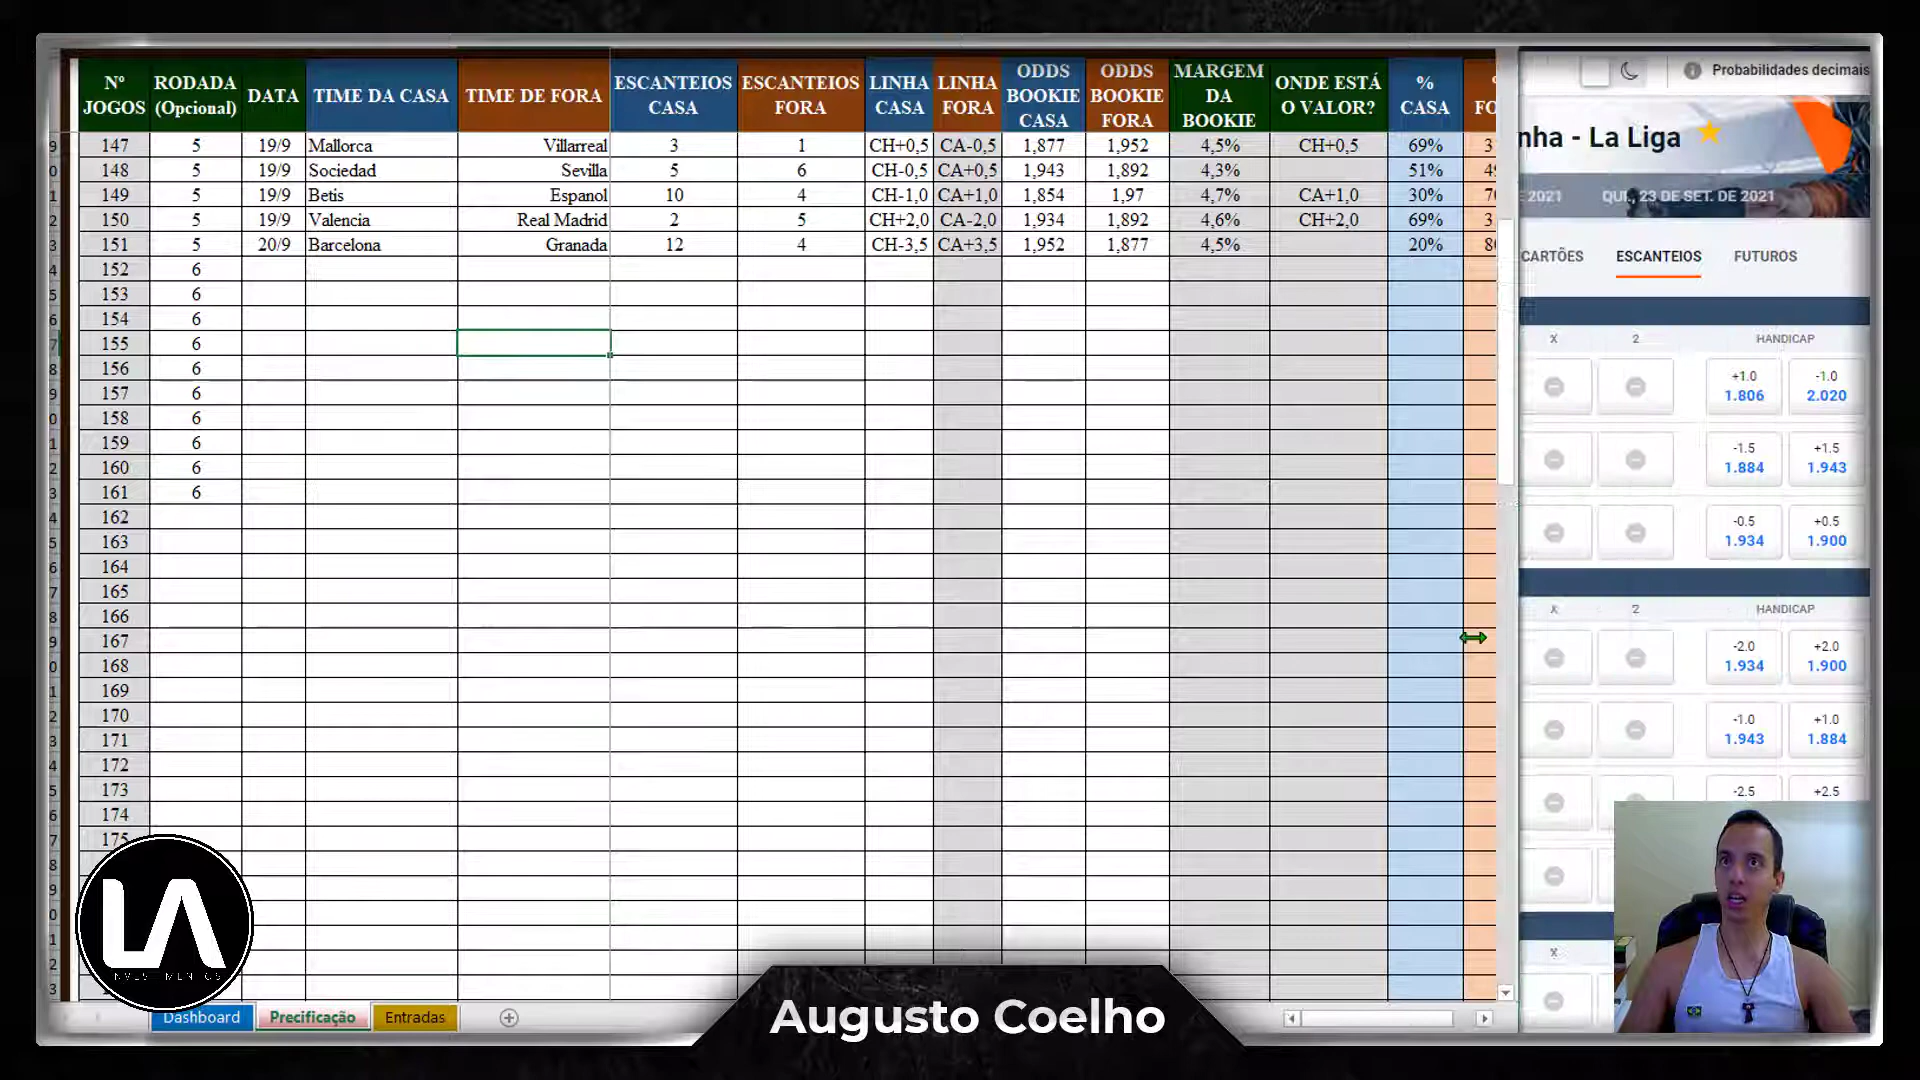 Nº JOGOS RODADA (Opcional) DATA TIME DA CASA TIME DE FORA ESCANTEIOS CASA ESCANTEIOS FORA LINHA CASA LINHA FORA ODDS BOOKIE CASA ODDS BOOKIE FORA MARGEM DA BOOKIE ONDE ESTÁ O VALOR? % CASA
147 5 19/9 Mallorca Villarreal 3 1 CH+0,5 CA-0,5 1,877 1,952 4,5% CH+0,5 69%
148 5 19/9 Sociedad Sevilla 5 6 CH-0,5 CA+0,5 1,943 1,892 4,3% 51%
149 5 19/9 Betis Espanol 10 4 CH-1,0 CA+1,0 1,854 1,97 4,7% CA+1,0 30%
150 5 19/9 Valencia Real Madrid 2 5 CH+2,0 CA-2,0 1,934 1,892 4,6% CH+2,0 69%
151 5 20/9 Barcelona Granada 12 4 CH-3,5 CA+3,5 1,952 1,877 4,5% 20%
152 6
153 6
154 6
155 6
156 6
157 6
158 6
159 6
160 6
161 6
162
163
164
165
166
167
168
169
170
171
172
173
174
175
Dashboard Precificação Entradas
Probabilidades decimais
nha - La Liga
2021 QUI., 23 DE SET. DE 2021
CARTÕES ESCANTEIOS FUTUROS
X 2 HANDICAP
+1.0 -1.0
1.806 2.020
-1.5 +1.5
1.884 1.943
-0.5 +0.5
1.934 1.900
X 2 HANDICAP
-2.0 +2.0
1.934 1.900
-1.0 +1.0
1.943 1.884
-2.5 +2.5
X
LA
INVESTIMENTOS
Augusto Coelho